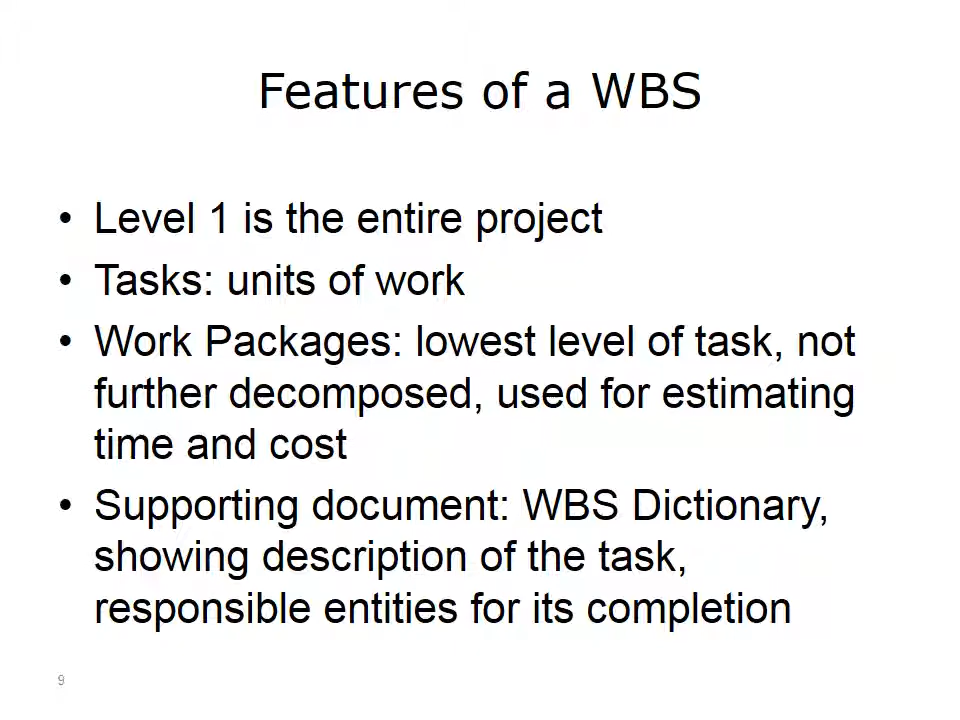 Features of a WBS
• Level 1 is the entire project
• Tasks: units of work
• Work Packages: lowest level of task, not
further decomposed, used for estimating
time and cost
• Supporting document: WBS Dictionary,
showing description of the task,
responsible entities for its completion
9